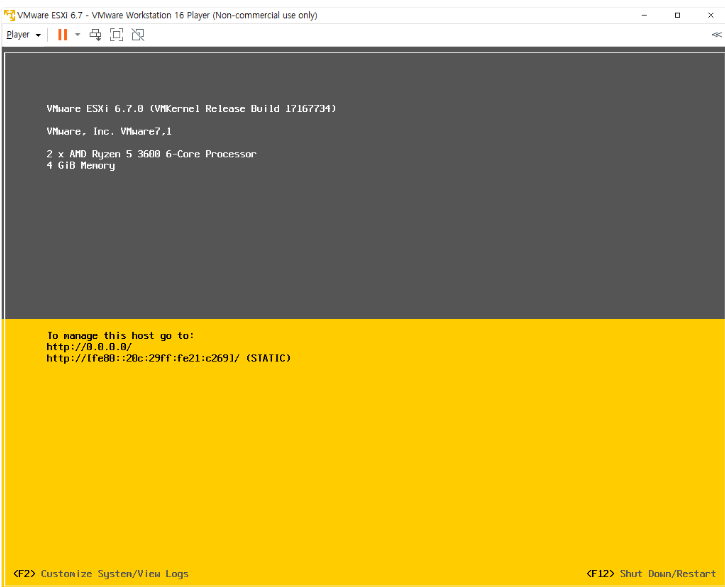 VMware ESXi 6.7 - VMware Workstation 16 Player (Non-commercial use only)
Player
VMware ESXi 6.7.0 (VMKernel Release Build 17167734)
VMware, Inc. VMware7,1
2 x AMD Ryzen 5 3600 6-Core Processor
4 GiB Memory
To manage this host go to:
http://0.0.0.0/
http://[fe80::20c:29ff:fe21:c269]/ (STATIC)
<F2> Customize System/View Logs
<F12> Shut Down/Restart